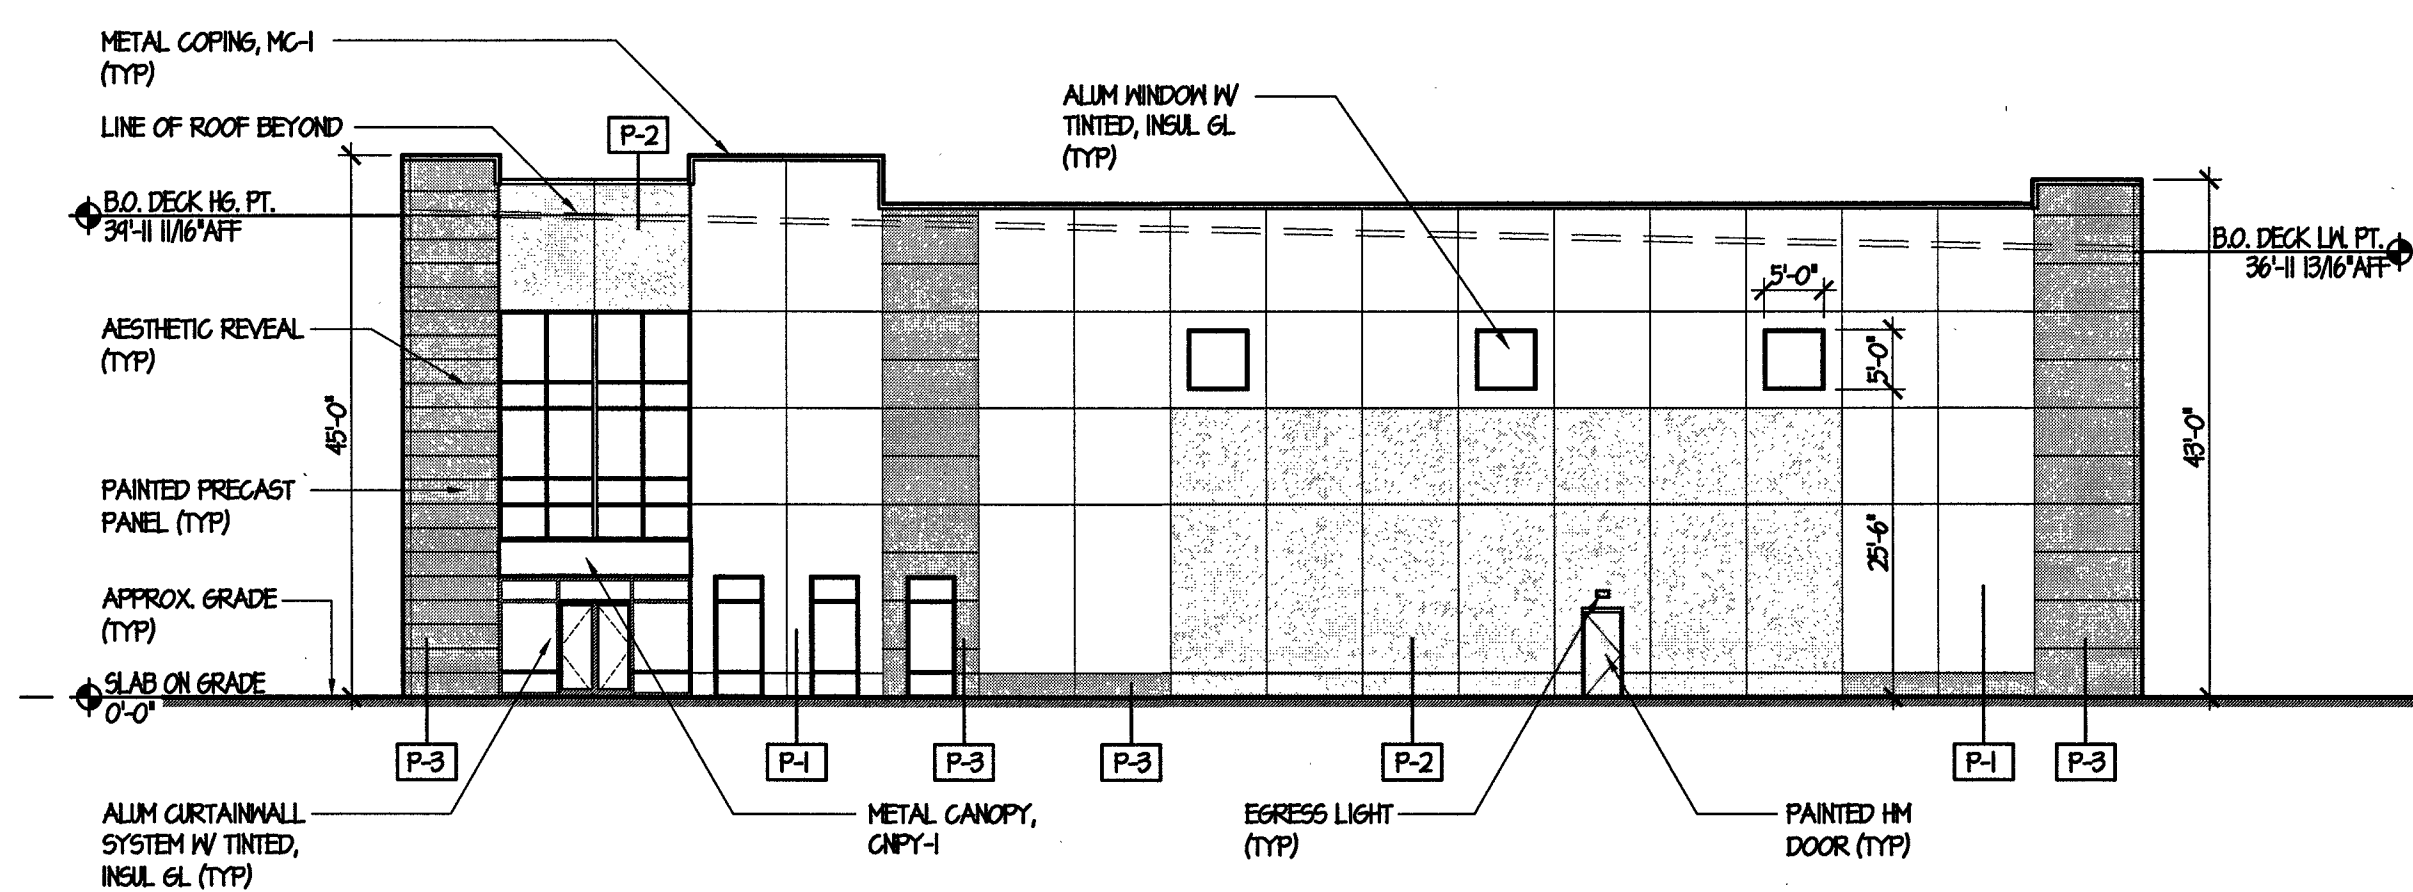 METAL COPING, MC-1
(TYP)
LINE OF ROOF BEYOND
P-2
ALUM WINDOW W/
TINTED, INSUL GL
(TYP)
B.O. DECK HG. PT.
39'-11 11/16"AFF
B.O. DECK LW. PT.
36'-11 13/16"AFF
5'-0"
AESTHETIC REVEAL
(TYP)
5'-0"
45'-0"
43'-0"
PAINTED PRECAST
PANEL (TYP)
25'-6"
APPROX. GRADE
(TYP)
SLAB ON GRADE
0'-0"
P-3
P-1
P-3
P-3
P-2
P-1
P-3
ALUM CURTAINWALL
SYSTEM W/ TINTED,
INSUL GL (TYP)
METAL CANOPY,
CNPY-1
EGRESS LIGHT
(TYP)
PAINTED HM
DOOR (TYP)